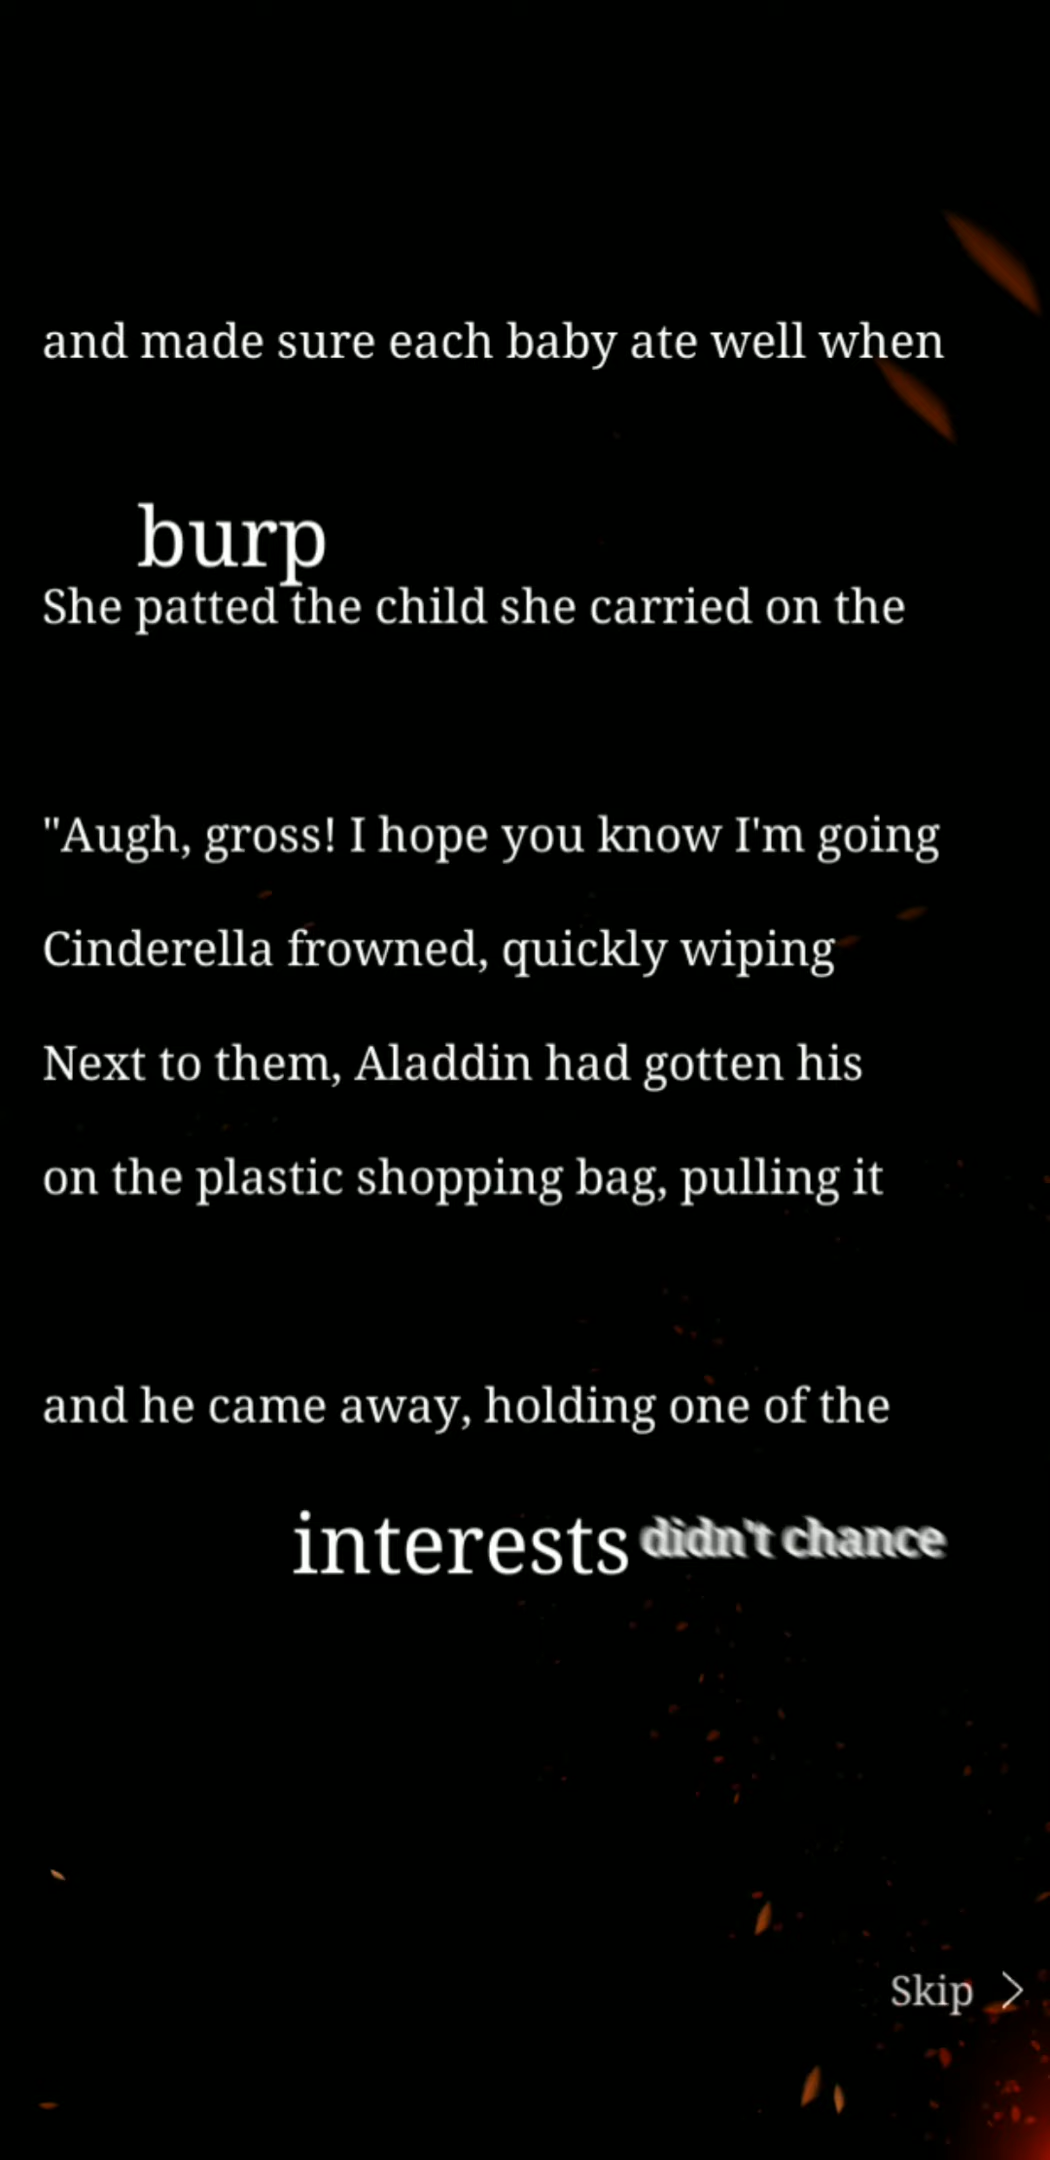 and made sure each baby ate well when
burp
She patted the child she carried on the
"Augh, gross! I hope you know I'm going
Cinderella frowned, quickly wiping
Next to them, Aladdin had gotten his
on the plastic shopping bag, pulling it
and he came away, holding one of the
interests didn't chance
Skip >